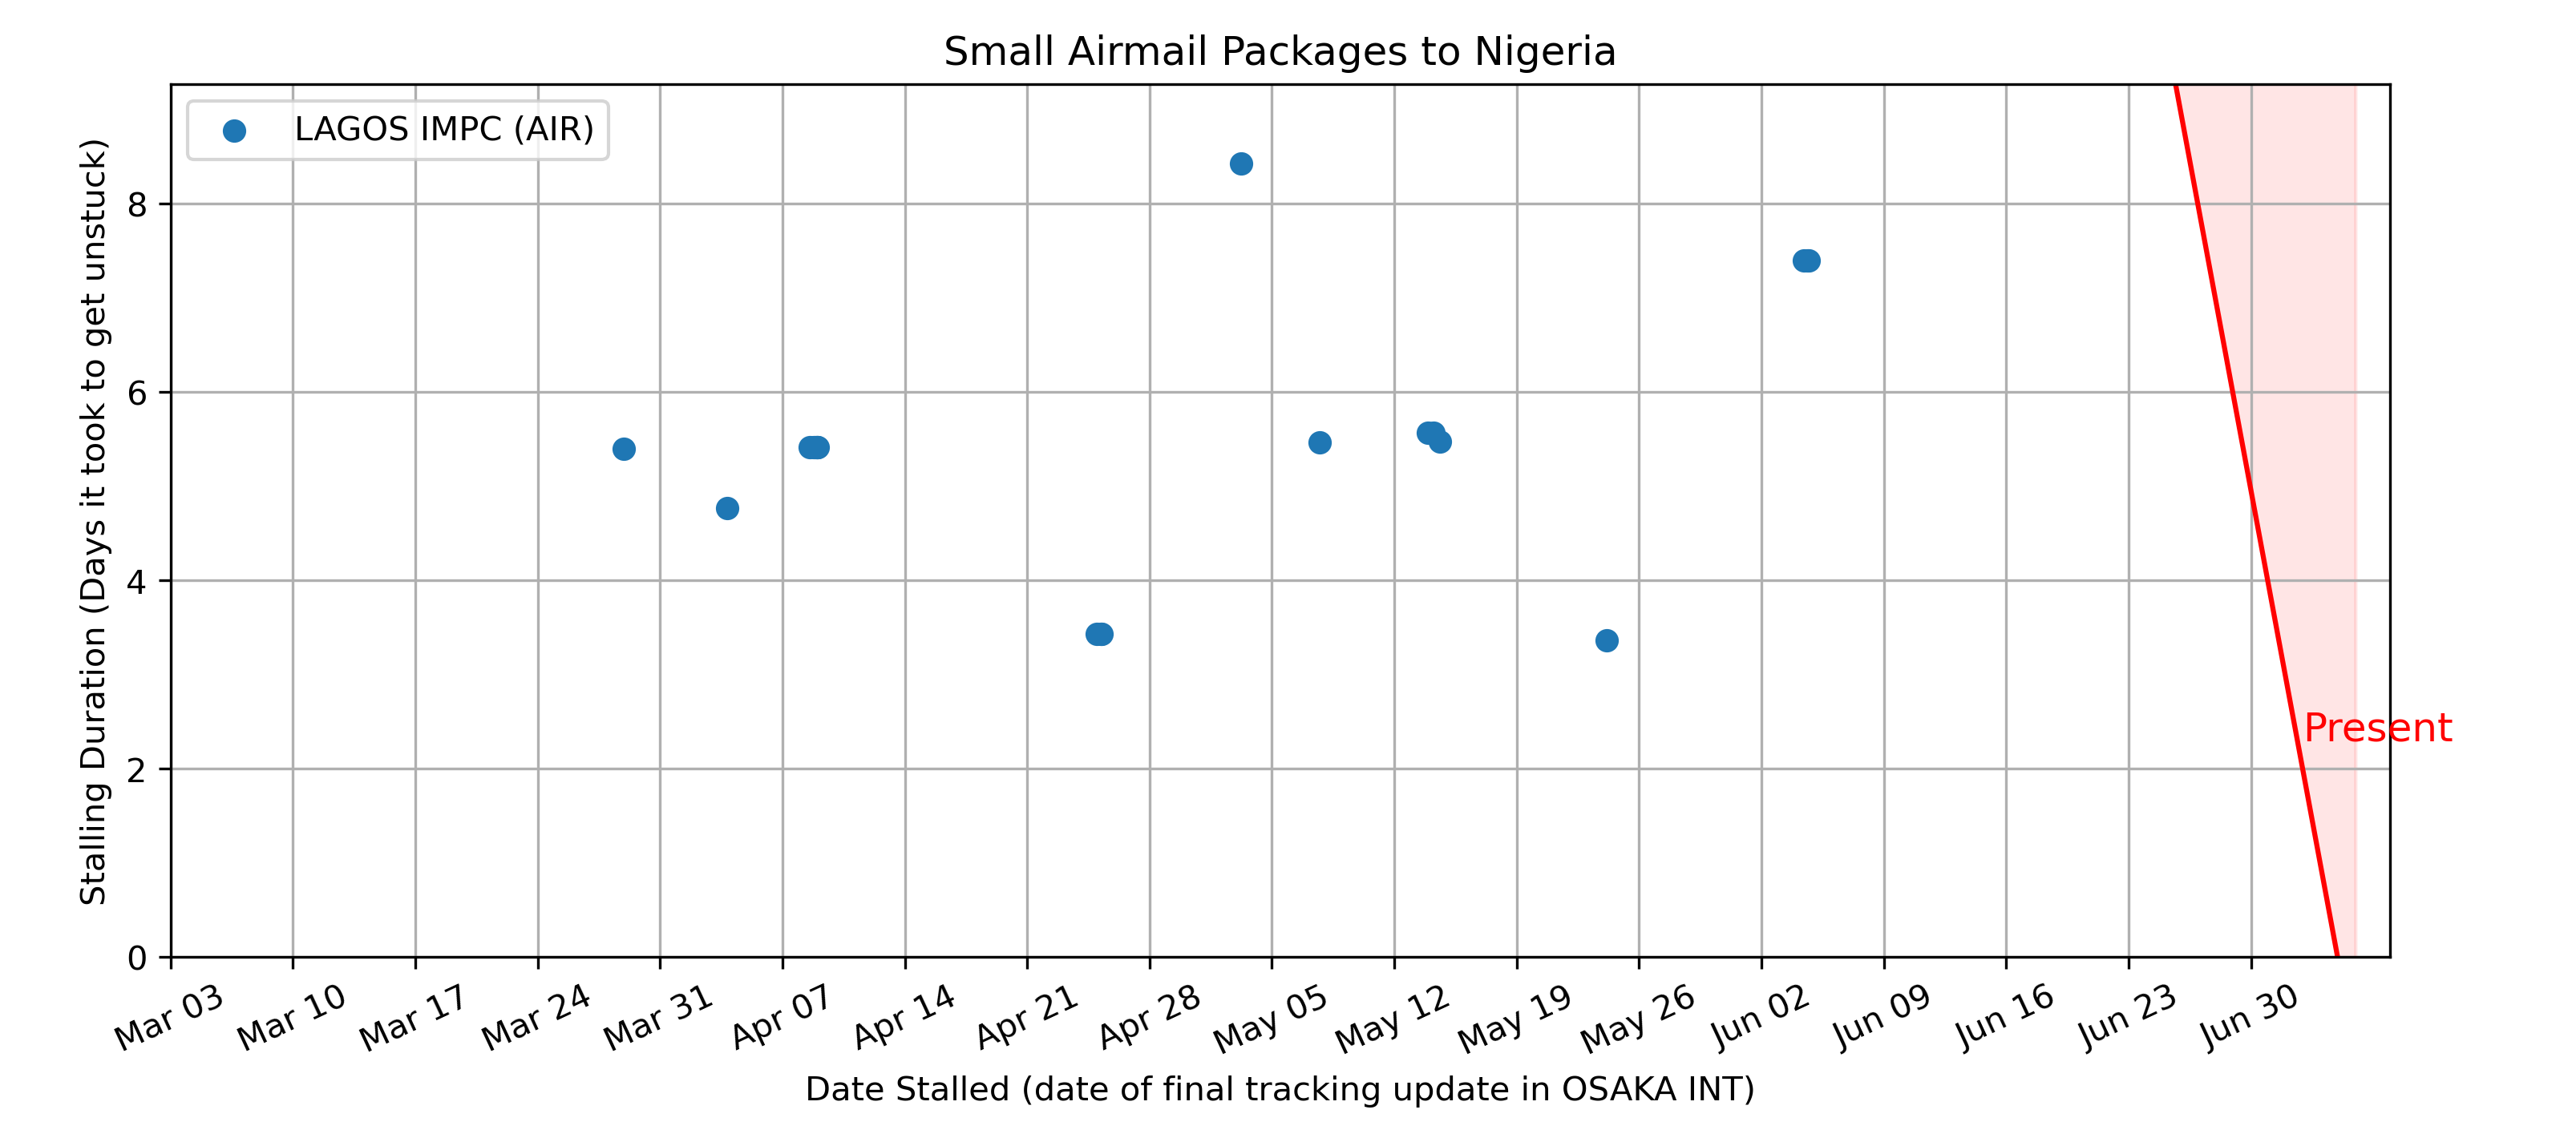 Small Airmail Packages to Nigeria
LAGOS IMPC (AIR)
Stalling Duration (Days it took to get unstuck)
8
6
4
2
0
Present
Mar 03
Mar 10
Mar 17
Mar 24
Mar 31
Apr 07
Apr 14
Apr 21
Apr 28
May 05
May 12
May 19
May 26
Jun 02
Jun 09
Jun 16
Jun 23
Jun 30
Date Stalled (date of final tracking update in OSAKA INT)